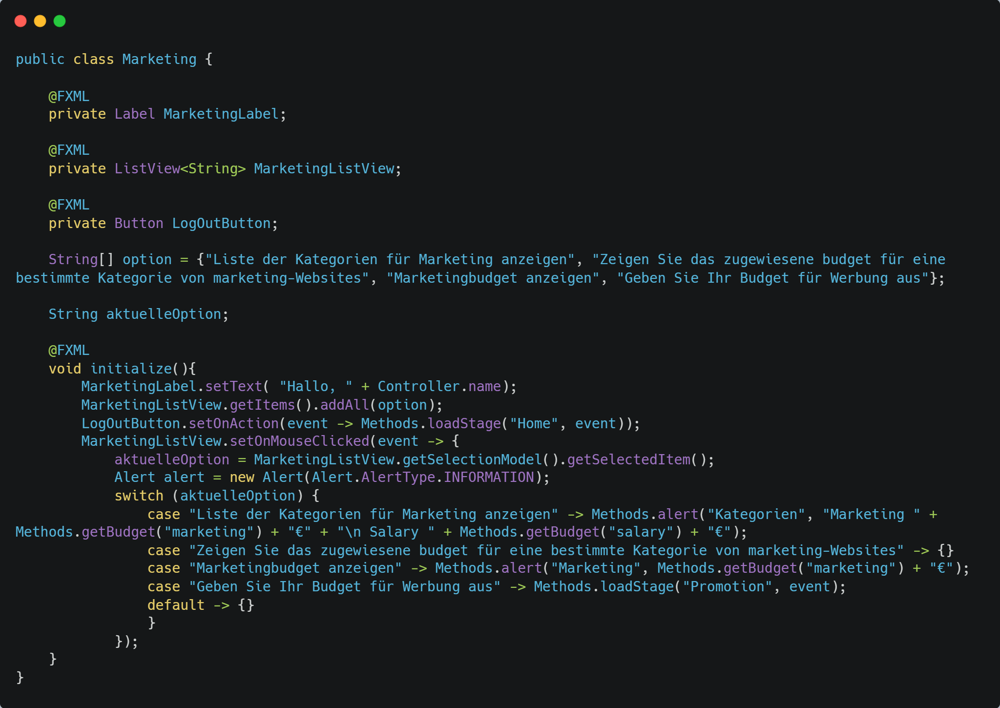 public class Marketing {
@FXML
private Label MarketingLabel;
@FXML
private ListView<String> MarketingListView;
@FXML
private Button LogOutButton;
String[] option = {"Liste der Kategorien für Marketing anzeigen", "Zeigen Sie das zugewiesene budget für eine
bestimmte Kategorie von marketing-Websites", "Marketingbudget anzeigen", "Geben Sie Ihr Budget für Werbung aus"};
String aktuelleOption;
@FXML
void initialize(){
MarketingLabel.setText( "Hallo, " + Controller.name);
MarketingListView.getItems().addAll(option);
LogOutButton.setOnAction(event -> Methods.loadStage("Home", event));
MarketingListView.setOnMouseClicked(event -> {
aktuelleOption = MarketingListView.getSelectionModel().getSelectedItem();
Alert alert = new Alert(Alert.AlertType.INFORMATION);
switch (aktuelleOption) {
case "Liste der Kategorien für Marketing anzeigen" -> Methods.alert("Kategorien", "Marketing " +
Methods.getBudget("marketing") + "€" + "\n Salary " + Methods.getBudget("salary") + "€");
case "Zeigen Sie das zugewiesene budget für eine bestimmte Kategorie von marketing-Websites" -> {}
case "Marketingbudget anzeigen" -> Methods.alert("Marketing", Methods.getBudget("marketing") + "€");
case "Geben Sie Ihr Budget für Werbung aus" -> Methods.loadStage("Promotion", event);
default -> {}
}
});
}
}